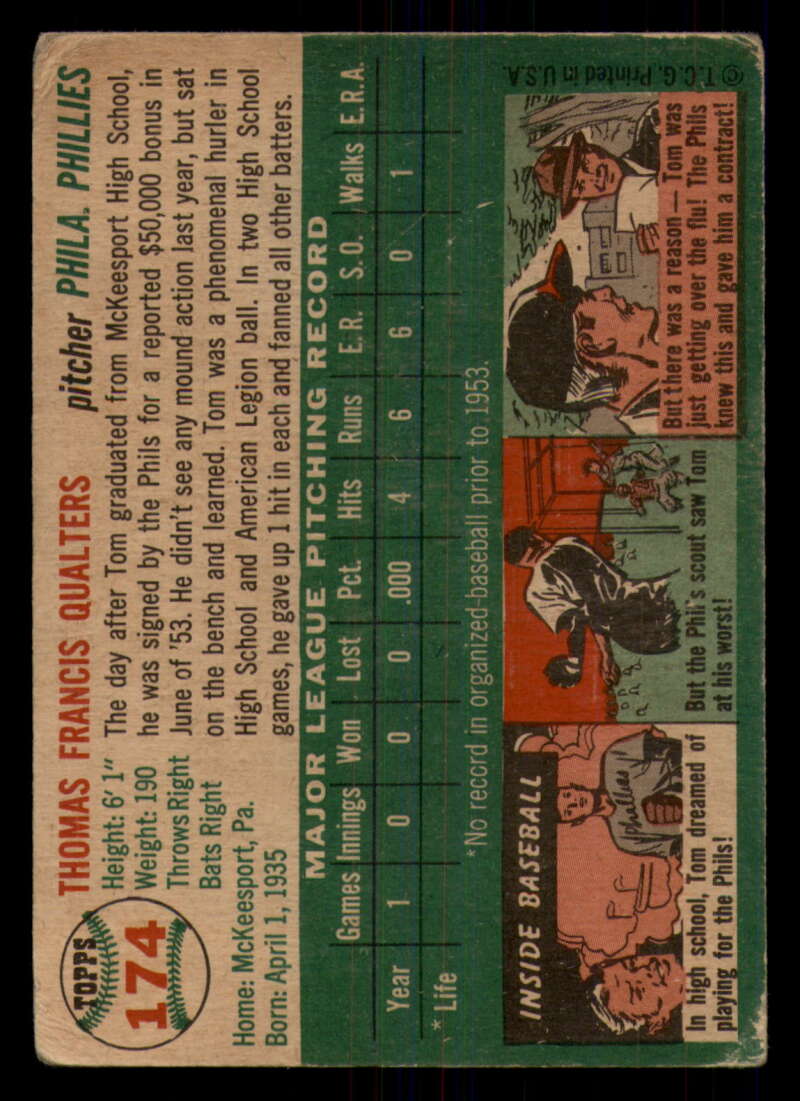 TOPPS
174
THOMAS FRANCIS QUALTERS pitcher PHILA. PHILLIES
Height: 6' 1"
Weight: 190
Throws Right
Bats Right
Home: McKeesport, Pa.
Born: April 1, 1935
The day after Tom graduated from McKeesport High School,
he was signed by the Phils for a reported $50,000 bonus in
June of '53. He didn't see any mound action last year, but sat
on the bench and learned. Tom was a phenomenal hurler in
High School and American Legion ball. In two High School
games, he gave up 1 hit in each and fanned all other batters.
MAJOR LEAGUE PITCHING RECORD
Games Innings Won Lost Pct. Hits Runs E.R. S.O. Walks E.R.A.
Year 1 0 0 0 .000 4 6 6 0 1
* Life
*No record in organized-baseball prior to 1953.
INSIDE BASEBALL
phillies
In high school, Tom dreamed of
playing for the Phils!
But the Phil's scout saw Tom
at his worst!
But there was a reason — Tom was
just getting over the flu! The Phils
knew this and gave him a contract!
© T.C.G. Printed in U.S.A.